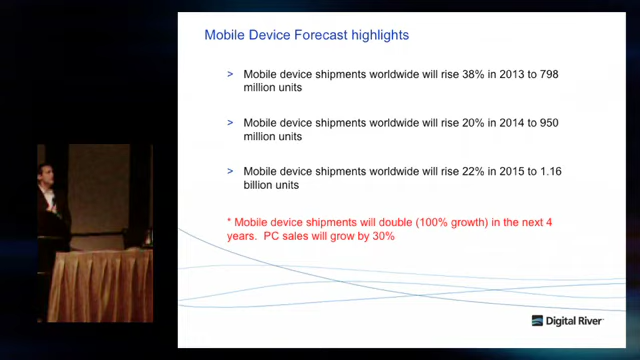 Mobile Device Forecast highlights
> Mobile device shipments worldwide will rise 38% in 2013 to 798
million units
> Mobile device shipments worldwide will rise 20% in 2014 to 950
million units
> Mobile device shipments worldwide will rise 22% in 2015 to 1.16
billion units
* Mobile device shipments will double (100% growth) in the next 4
years. PC sales will grow by 30%
Digital River